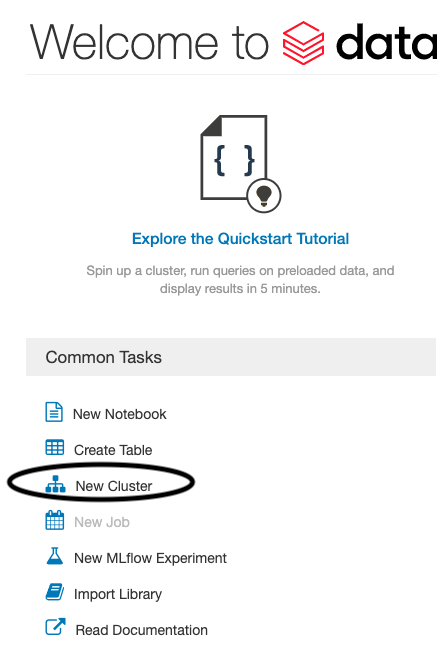 Welcome to data
{ }
Explore the Quickstart Tutorial
Spin up a cluster, run queries on preloaded data, and
display results in 5 minutes.
Common Tasks
New Notebook
Create Table
New Cluster
New Job
New MLflow Experiment
Import Library
Read Documentation